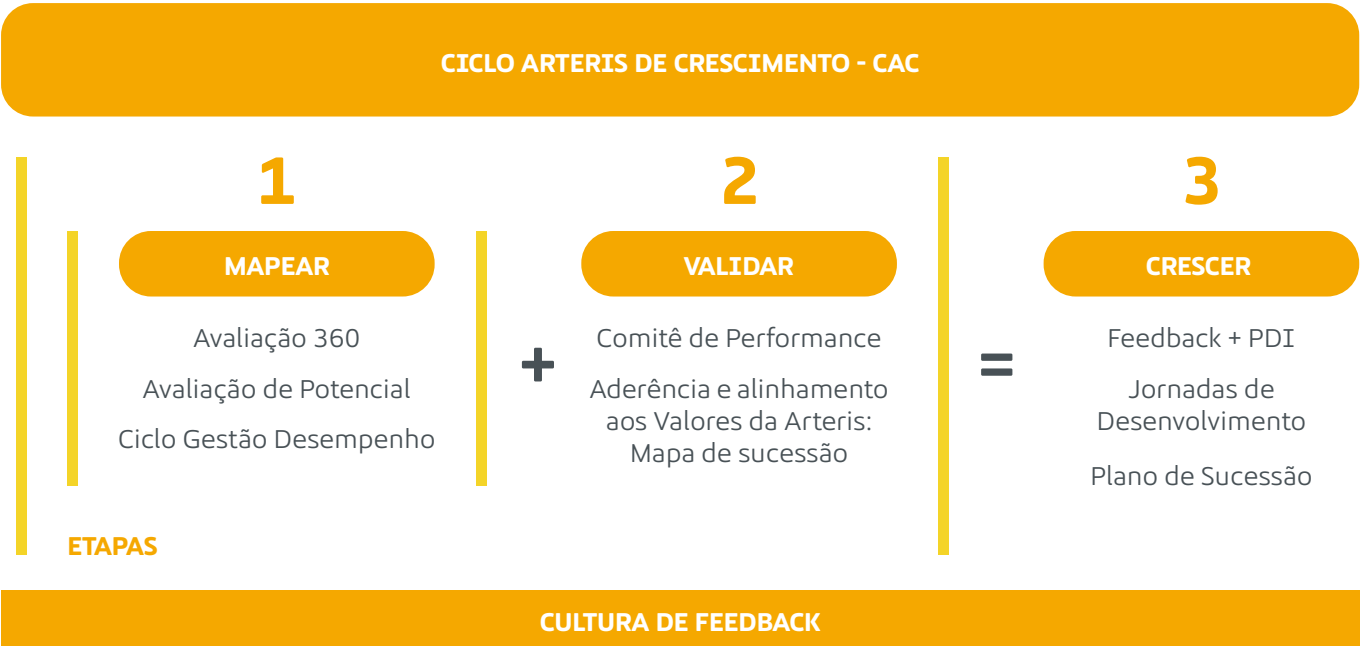 CICLO ARTERIS DE CRESCIMENTO - CAC
1
MAPEAR
Avaliação 360
Avaliação de Potencial
Ciclo Gestão Desempenho
+
2
VALIDAR
Comitê de Performance
Aderência e alinhamento
aos Valores da Arteris:
Mapa de sucessão
=
3
CRESCER
Feedback + PDI
Jornadas de
Desenvolvimento
Plano de Sucessão
ETAPAS
CULTURA DE FEEDBACK